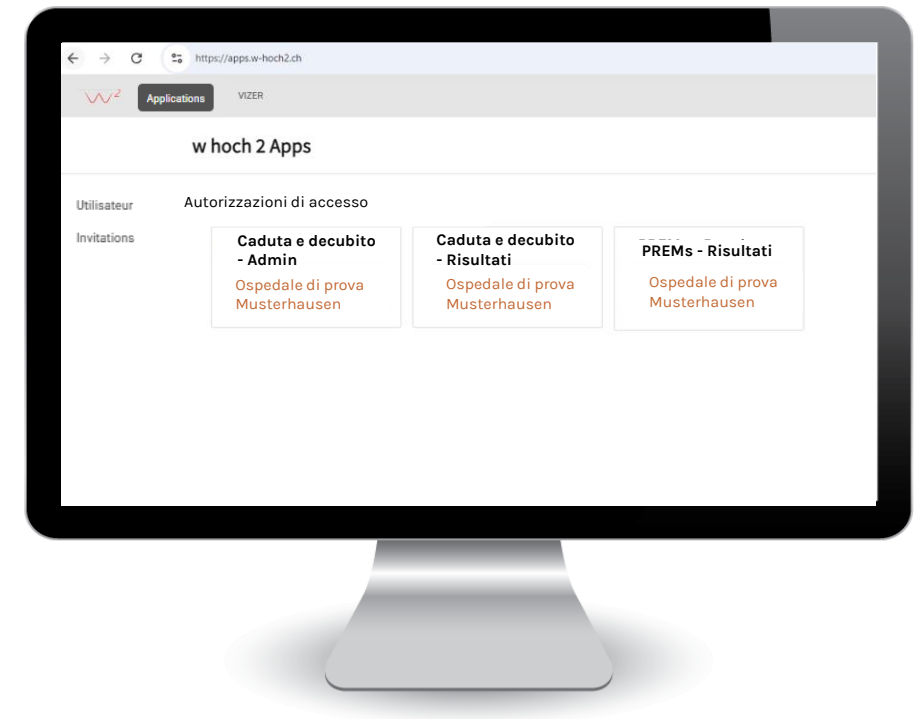 https://apps.w-hoch2.ch
w2 Applications VIZER
w hoch 2 Apps
Utilisateur
Autorizzazioni di accesso
Invitations
Caduta e decubito
- Admin
Ospedale di prova
Musterhausen
Caduta e decubito
- Risultati
Ospedale di prova
Musterhausen
PREMs - Risultati
Ospedale di prova
Musterhausen